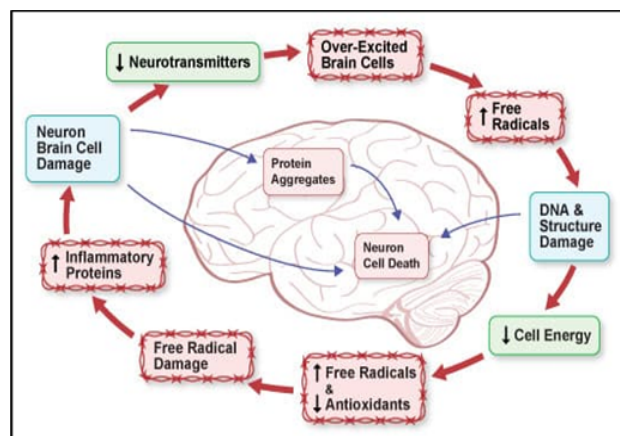 ↓ Neurotransmitters
Over-Excited
Brain Cells
↑ Free
Radicals
DNA &
Structure
Damage
↓ Cell Energy
↑ Free Radicals
&
↓ Antioxidants
Free Radical
Damage
↑ Inflammatory
Proteins
Neuron
Brain Cell
Damage
Protein
Aggregates
Neuron
Cell Death